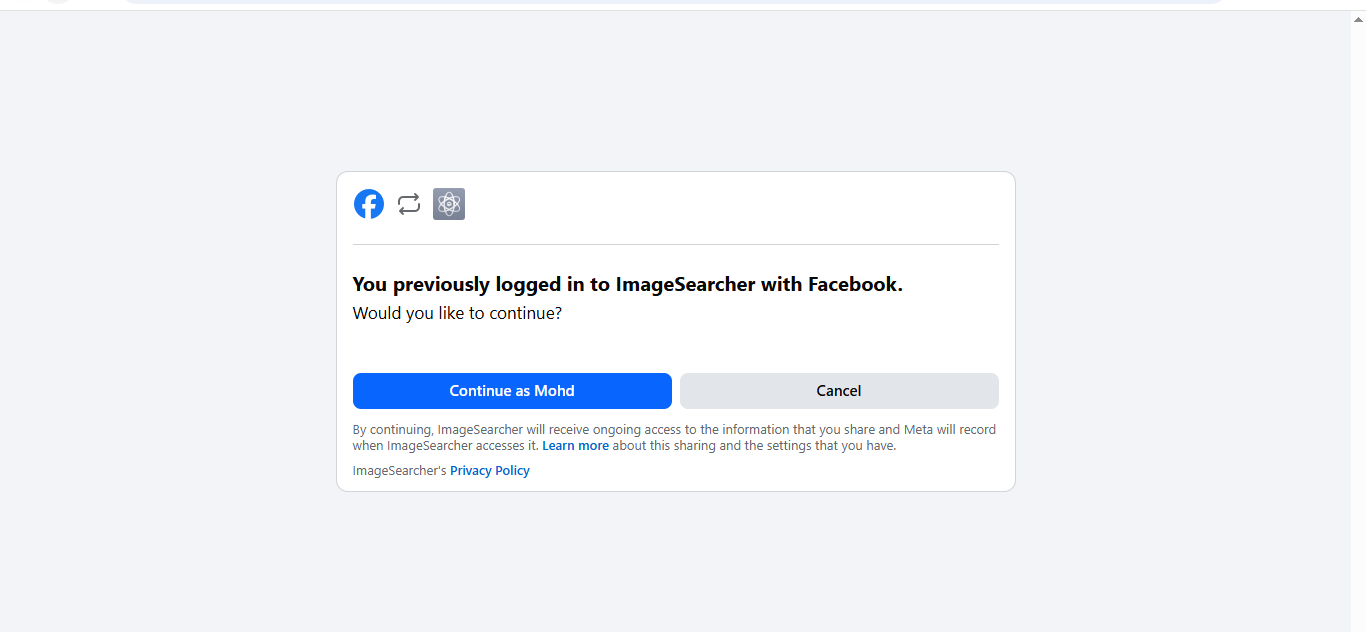 You previously logged in to ImageSearcher with Facebook.
Would you like to continue?
Continue as Mohd
Cancel
By continuing, ImageSearcher will receive ongoing access to the information that you share and Meta will record
when ImageSearcher accesses it. Learn more about this sharing and the settings that you have.
ImageSearcher's Privacy Policy